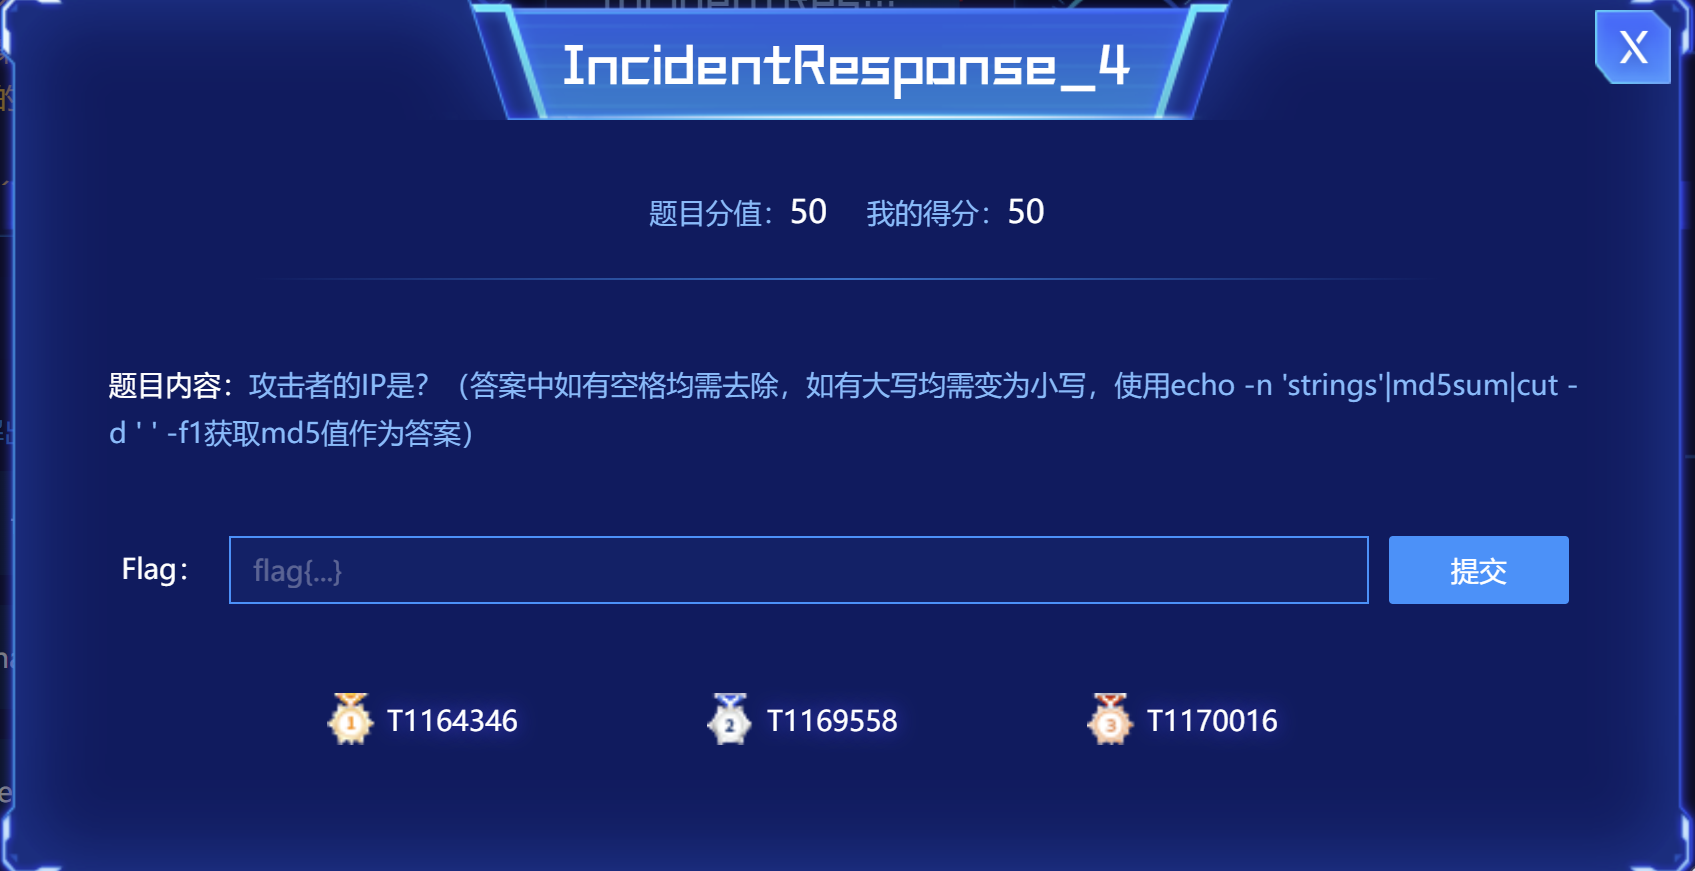 IncidentResponse_4
X
题目分值：50 我的得分：50
题目内容：攻击者的IP是？（答案中如有空格均需去除，如有大写均需变为小写，使用echo -n 'strings'|md5sum|cut -
d ' ' -f1获取md5值作为答案）
Flag：
flag{...}
提交
1 T1164346
2 T1169558
3 T1170016